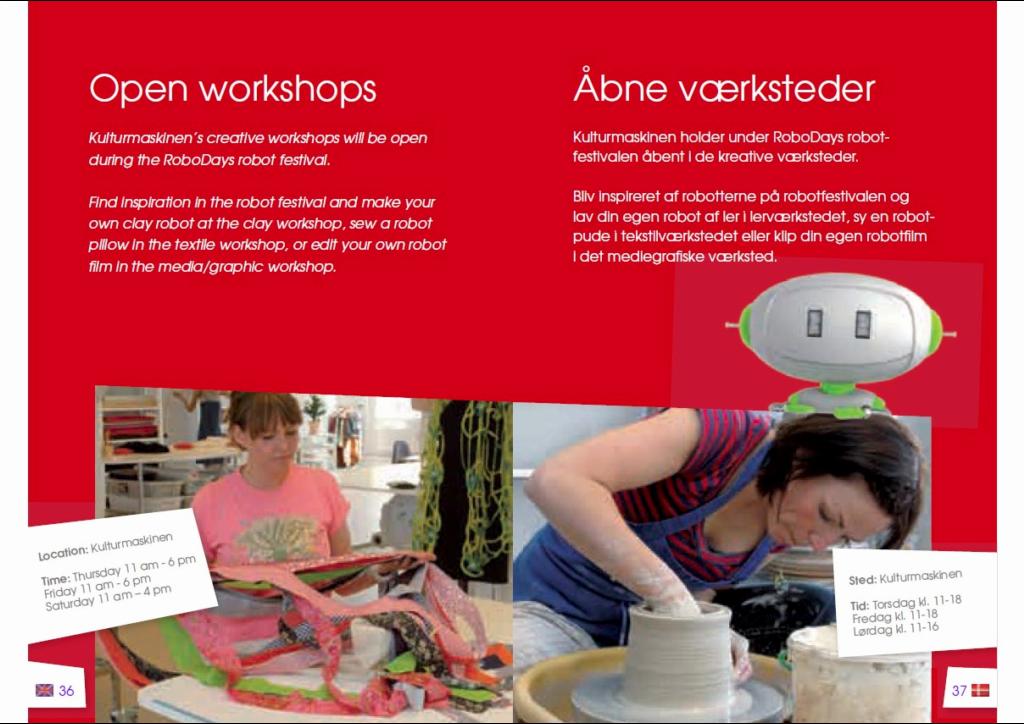 Open workshops
Kulturmaskinen's creative workshops will be open
during the RoboDays robot festival.
Find inspiration in the robot festival and make your
own clay robot at the clay workshop, sew a robot
pillow in the textile workshop, or edit your own robot
film in the media/graphic workshop.
Location: Kulturmaskinen
Time: Thursday 11 am - 6 pm
Friday 11 am - 6 pm
Saturday 11 am – 4 pm
36
Åbne værksteder
Kulturmaskinen holder under RoboDays robot-
festivalen åbent i de kreative værksteder.
Bliv inspireret af robotterne på robotfestivalen og
lav din egen robot af ler i lerværkstedet, sy en robot-
pude i tekstilværkstedet eller klip din egen robotfilm
i det mediegrafiske værksted.
Sted: Kulturmaskinen
Tid: Torsdag kl. 11-18
Fredag kl. 11-18
Lørdag kl. 11-16
37